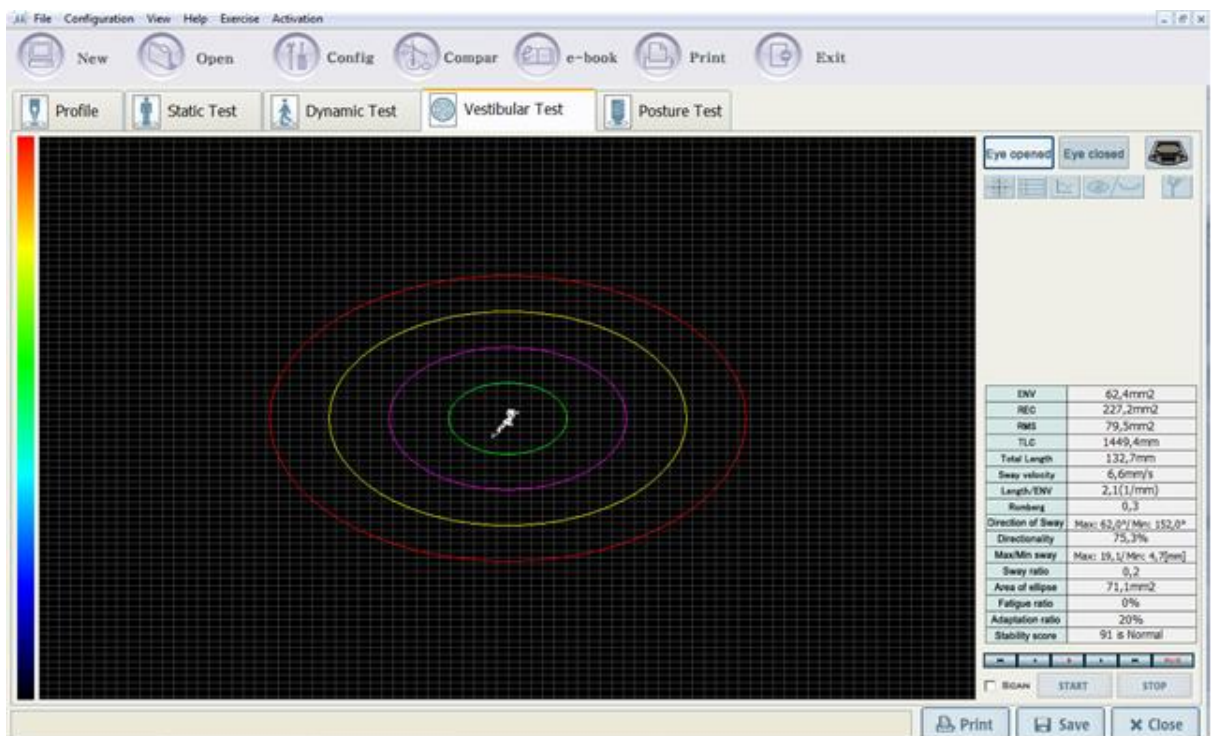 File Configuration View Help Exercise Activation
New Open Config Compar e-book Print Exit
Profile Static Test Dynamic Test Vestibular Test Posture Test
Eye opened Eye closed
ENV 62,4mm2
REC 227,2mm2
RMS 79,5mm2
TLC 1449,4mm
Total Length 132,7mm
Sway velocity 6,6mm/s
Length/ENV 2,1(1/mm)
Romberg 0,3
Direction of Sway Max: 62,0°/ Min: 152,0°
Directionality 75,3%
Max/Min sway Max: 19,1/Min: 4,7[mm]
Sway ratio 0,2
Area of ellipse 71,1mm2
Fatigue ratio 0%
Adaptation ratio 20%
Stability score 91 is Normal
SCAN START STOP
Print Save Close